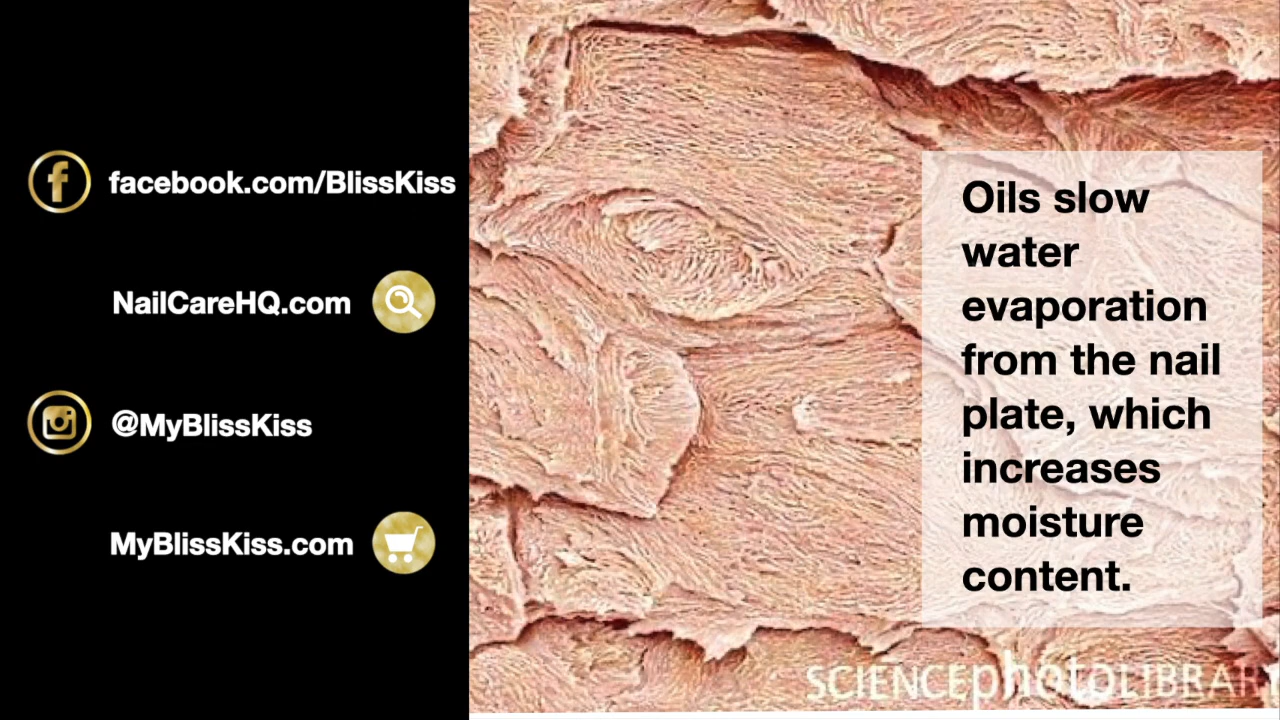 facebook.com/BlissKiss
NailCareHQ.com
@MyBlissKiss
MyBlissKiss.com
Oils slow
water
evaporation
from the nail
plate, which
increases
moisture
content.
SCIENCEphotoLIBRARY